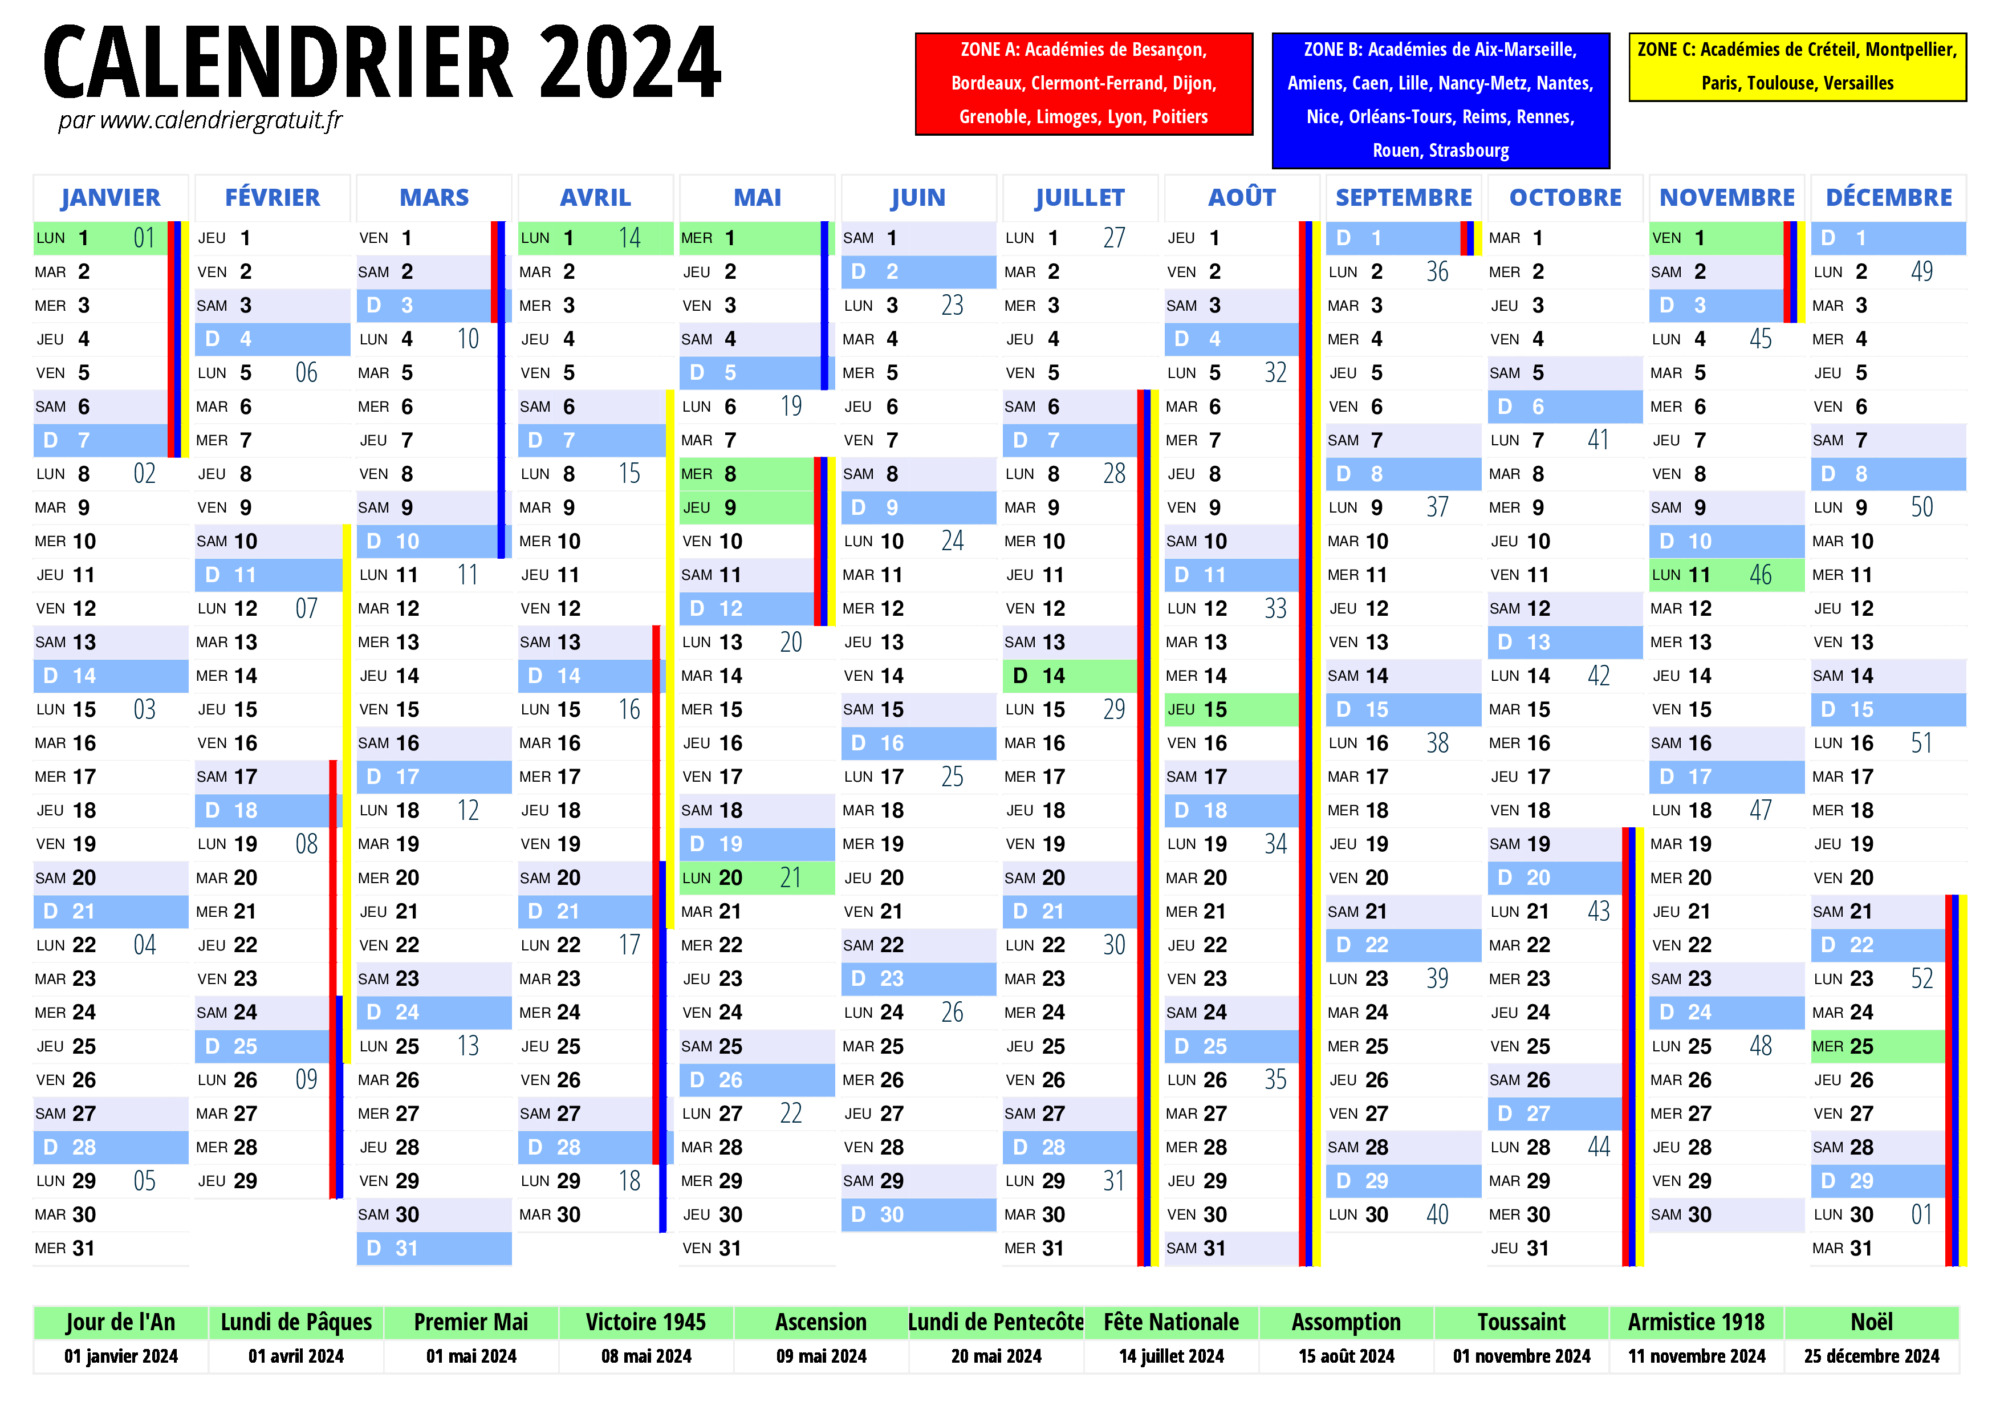 CALENDRIER 2024
par www.calendriergratuit.fr
ZONE A: Académies de Besançon,
Bordeaux, Clermont-Ferrand, Dijon,
Grenoble, Limoges, Lyon, Poitiers
ZONE B: Académies de Aix-Marseille,
Amiens, Caen, Lille, Nancy-Metz, Nantes,
Nice, Orléans-Tours, Reims, Rennes,
Rouen, Strasbourg
ZONE C: Académies de Créteil, Montpellier,
Paris, Toulouse, Versailles
JANVIER
LUN 1 01
MAR 2
MER 3
JEU 4
VEN 5
SAM 6
D 7
LUN 8 02
MAR 9
MER 10
JEU 11
VEN 12
SAM 13
D 14
LUN 15 03
MAR 16
MER 17
JEU 18
VEN 19
SAM 20
D 21
LUN 22 04
MAR 23
MER 24
JEU 25
VEN 26
SAM 27
D 28
LUN 29 05
MAR 30
MER 31
FÉVRIER
JEU 1
VEN 2
SAM 3
D 4
LUN 5 06
MAR 6
MER 7
JEU 8
VEN 9
SAM 10
D 11
LUN 12 07
MAR 13
MER 14
JEU 15
VEN 16
SAM 17
D 18
LUN 19 08
MAR 20
MER 21
JEU 22
VEN 23
SAM 24
D 25
LUN 26 09
MAR 27
MER 28
JEU 29
MARS
VEN 1
SAM 2
D 3
LUN 4 10
MAR 5
MER 6
JEU 7
VEN 8
SAM 9
D 10
LUN 11 11
MAR 12
MER 13
JEU 14
VEN 15
SAM 16
D 17
LUN 18 12
MAR 19
MER 20
JEU 21
VEN 22
SAM 23
D 24
LUN 25 13
MAR 26
MER 27
JEU 28
VEN 29
SAM 30
D 31
AVRIL
LUN 1 14
MAR 2
MER 3
JEU 4
VEN 5
SAM 6
D 7
LUN 8 15
MAR 9
MER 10
JEU 11
VEN 12
SAM 13
D 14
LUN 15 16
MAR 16
MER 17
JEU 18
VEN 19
SAM 20
D 21
LUN 22 17
MAR 23
MER 24
JEU 25
VEN 26
SAM 27
D 28
LUN 29 18
MAR 30
MAI
MER 1
JEU 2
VEN 3
SAM 4
D 5
LUN 6 19
MAR 7
MER 8
JEU 9
VEN 10
SAM 11
D 12
LUN 13 20
MAR 14
MER 15
JEU 16
VEN 17
SAM 18
D 19
LUN 20 21
MAR 21
MER 22
JEU 23
VEN 24
SAM 25
D 26
LUN 27 22
MAR 28
MER 29
JEU 30
VEN 31
JUIN
SAM 1
D 2
LUN 3 23
MAR 4
MER 5
JEU 6
VEN 7
SAM 8
D 9
LUN 10 24
MAR 11
MER 12
JEU 13
VEN 14
SAM 15
D 16
LUN 17 25
MAR 18
MER 19
JEU 20
VEN 21
SAM 22
D 23
LUN 24 26
MAR 25
MER 26
JEU 27
VEN 28
SAM 29
D 30
JUILLET
LUN 1 27
MAR 2
MER 3
JEU 4
VEN 5
SAM 6
D 7
LUN 8 28
MAR 9
MER 10
JEU 11
VEN 12
SAM 13
D 14
LUN 15 29
MAR 16
MER 17
JEU 18
VEN 19
SAM 20
D 21
LUN 22 30
MAR 23
MER 24
JEU 25
VEN 26
SAM 27
D 28
LUN 29 31
MAR 30
MER 31
AOÛT
JEU 1
VEN 2
SAM 3
D 4
LUN 5 32
MAR 6
MER 7
JEU 8
VEN 9
SAM 10
D 11
LUN 12 33
MAR 13
MER 14
JEU 15
VEN 16
SAM 17
D 18
LUN 19 34
MAR 20
MER 21
JEU 22
VEN 23
SAM 24
D 25
LUN 26 35
MAR 27
MER 28
JEU 29
VEN 30
SAM 31
SEPTEMBRE
D 1
LUN 2 36
MAR 3
MER 4
JEU 5
VEN 6
SAM 7
D 8
LUN 9 37
MAR 10
MER 11
JEU 12
VEN 13
SAM 14
D 15
LUN 16 38
MAR 17
MER 18
JEU 19
VEN 20
SAM 21
D 22
LUN 23 39
MAR 24
MER 25
JEU 26
VEN 27
SAM 28
D 29
LUN 30 40
OCTOBRE
MAR 1
MER 2
JEU 3
VEN 4
SAM 5
D 6
LUN 7 41
MAR 8
MER 9
JEU 10
VEN 11
SAM 12
D 13
LUN 14 42
MAR 15
MER 16
JEU 17
VEN 18
SAM 19
D 20
LUN 21 43
MAR 22
MER 23
JEU 24
VEN 25
SAM 26
D 27
LUN 28 44
MAR 29
MER 30
JEU 31
NOVEMBRE
VEN 1
SAM 2
D 3
LUN 4 45
MAR 5
MER 6
JEU 7
VEN 8
SAM 9
D 10
LUN 11 46
MAR 12
MER 13
JEU 14
VEN 15
SAM 16
D 17
LUN 18 47
MAR 19
MER 20
JEU 21
VEN 22
SAM 23
D 24
LUN 25 48
MAR 26
MER 27
JEU 28
VEN 29
SAM 30
DÉCEMBRE
D 1
LUN 2 49
MAR 3
MER 4
JEU 5
VEN 6
SAM 7
D 8
LUN 9 50
MAR 10
MER 11
JEU 12
VEN 13
SAM 14
D 15
LUN 16 51
MAR 17
MER 18
JEU 19
VEN 20
SAM 21
D 22
LUN 23 52
MAR 24
MER 25
JEU 26
VEN 27
SAM 28
D 29
LUN 30 01
MAR 31
Jour de l'An Lundi de Pâques Premier Mai Victoire 1945 Ascension Lundi de Pentecôte Fête Nationale Assomption Toussaint Armistice 1918 Noël
01 janvier 2024 01 avril 2024 01 mai 2024 08 mai 2024 09 mai 2024 20 mai 2024 14 juillet 2024 15 août 2024 01 novembre 2024 11 novembre 2024 25 décembre 2024